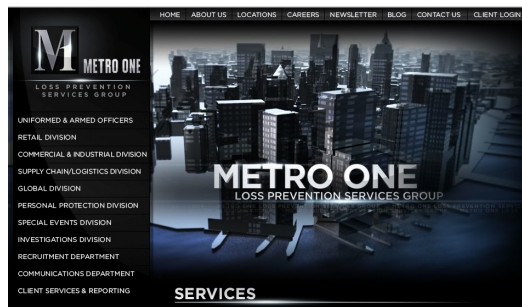 HOME ABOUT US LOCATIONS CAREERS NEWSLETTER BLOG CONTACT US CLIENT LOGIN
M1
METRO ONE
LOSS PREVENTION
SERVICES GROUP
UNIFORMED & ARMED OFFICERS
RETAIL DIVISION
COMMERCIAL & INDUSTRIAL DIVISION
SUPPLY CHAIN/LOGISTICS DIVISION
GLOBAL DIVISION
PERSONAL PROTECTION DIVISION
SPECIAL EVENTS DIVISION
INVESTIGATIONS DIVISION
RECRUITMENT DEPARTMENT
COMMUNICATIONS DEPARTMENT
CLIENT SERVICES & REPORTING
METRO ONE
LOSS PREVENTION SERVICES GROUP
SERVICES